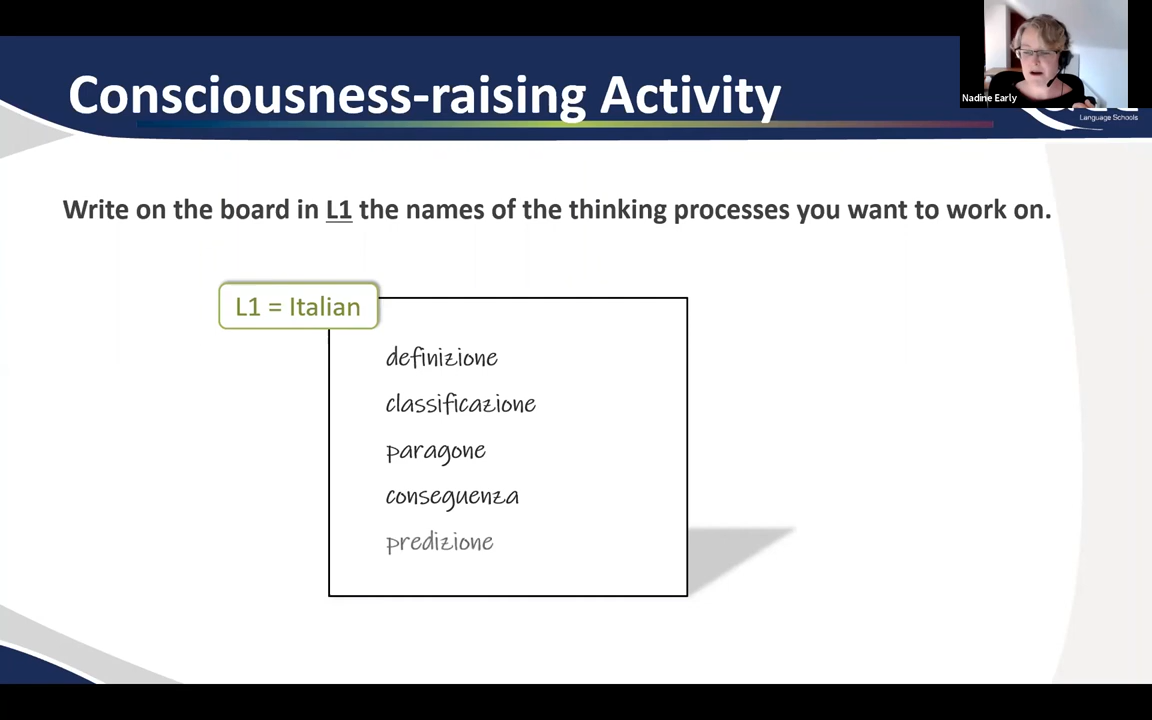 Consciousness-raising Activity
Nadine Early
Language Schools
Write on the board in L1 the names of the thinking processes you want to work on.
L1 = Italian
definizione
classificazione
paragone
conseguenza
predizione